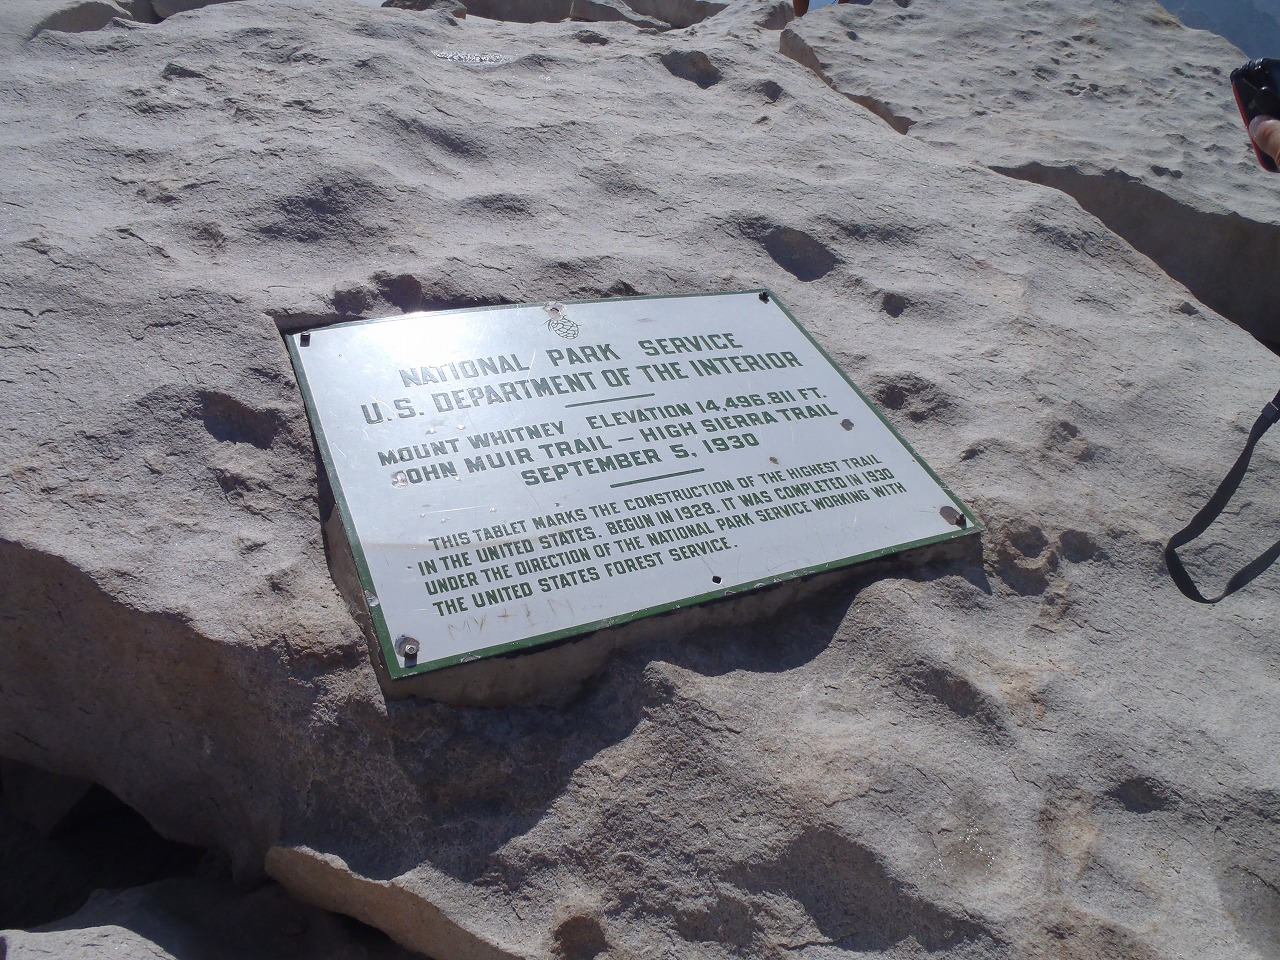 NATIONAL PARK SERVICE
U.S. DEPARTMENT OF THE INTERIOR
MOUNT WHITNEY ELEVATION 14,496.811 FT.
JOHN MUIR TRAIL — HIGH SIERRA TRAIL
SEPTEMBER 5, 1930
THIS TABLET MARKS THE CONSTRUCTION OF THE HIGHEST TRAIL
IN THE UNITED STATES. BEGUN IN 1928. IT WAS COMPLETED IN 1930
UNDER THE DIRECTION OF THE NATIONAL PARK SERVICE WORKING WITH
THE UNITED STATES FOREST SERVICE.